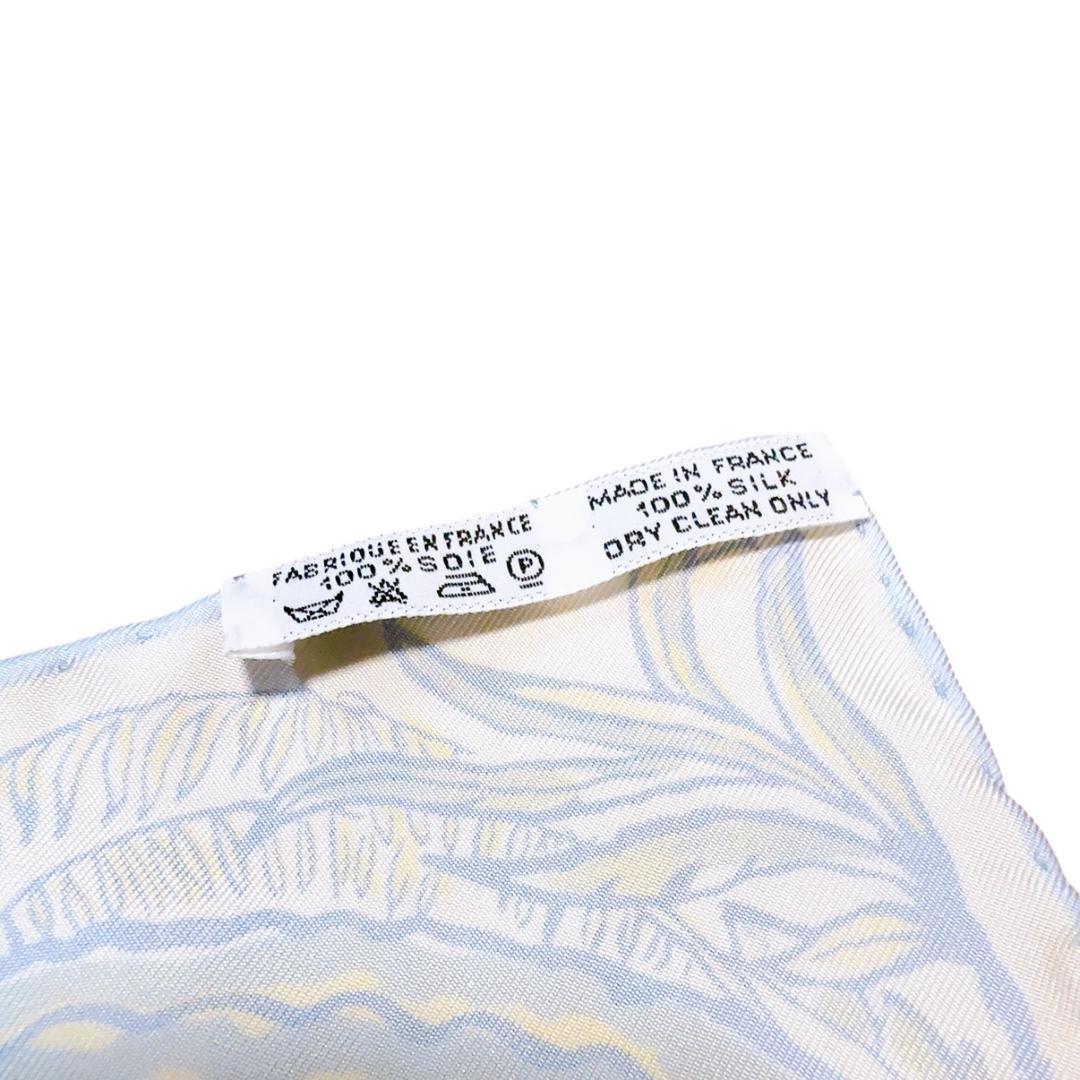 FABRIQUE EN FRANCE
100% SOIE
P
MADE IN FRANCE
100% SILK
DRY CLEAN ONLY